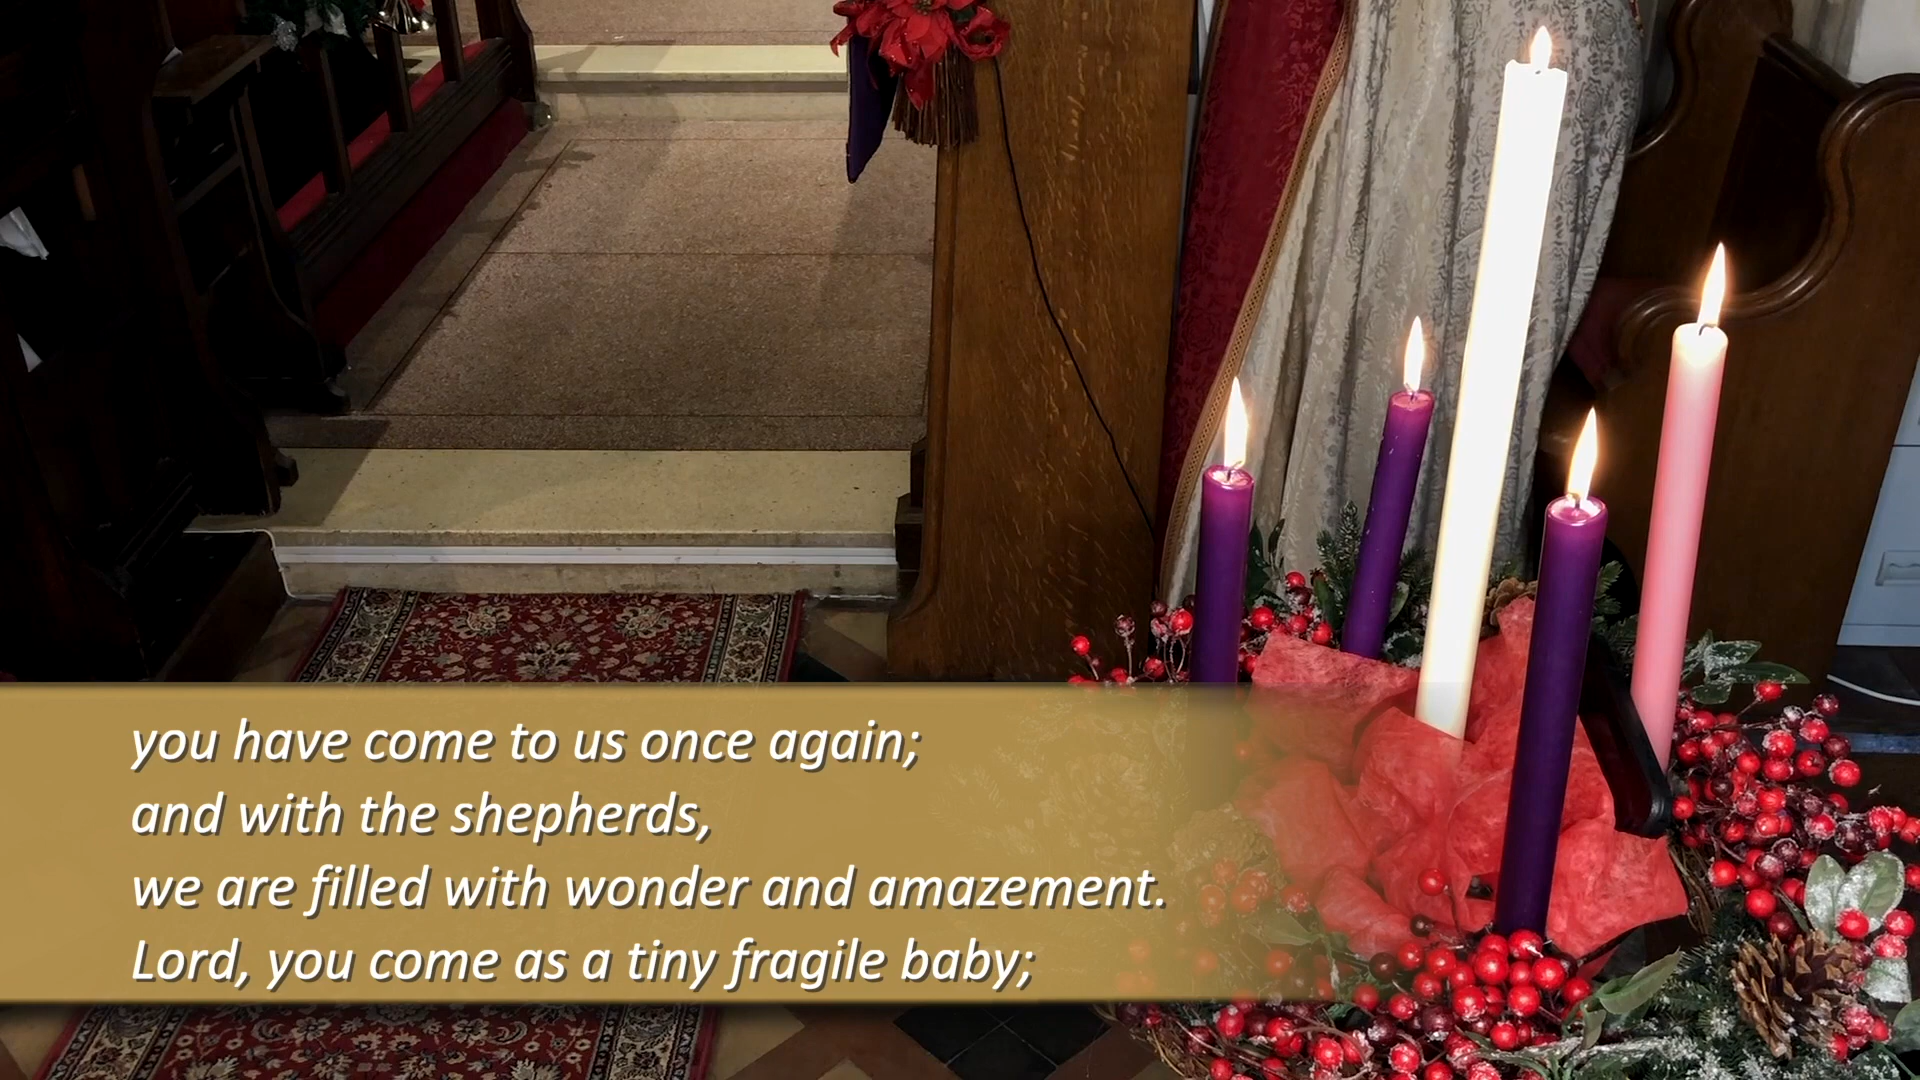 you have come to us once again;
and with the shepherds,
we are filled with wonder and amazement.
Lord, you come as a tiny fragile baby;